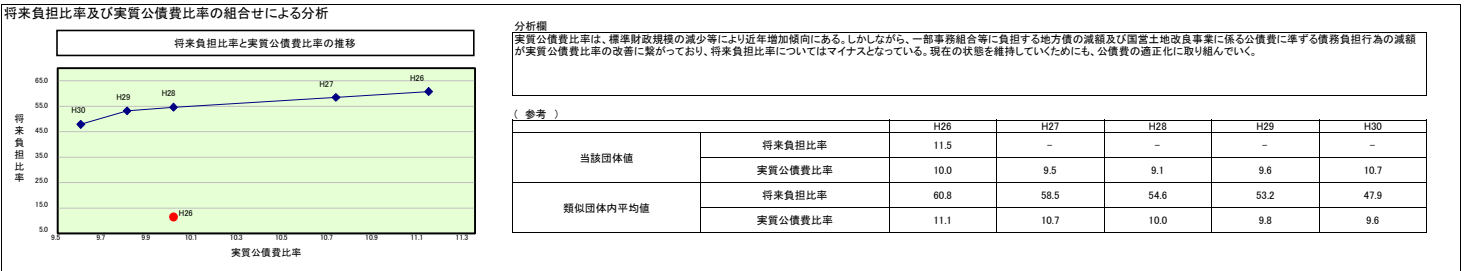 将来負担比率及び実質公債費比率の組合せによる分析
将来負担比率と実質公債費比率の推移
65.0
55.0
45.0
35.0
25.0
15.0
5.0
将来負担比率
H30
H29
H28
H27
H26
H26
9.5 9.7 9.9 10.1 10.3 10.5 10.7 10.9 11.1 11.3
実質公債費比率
分析欄
実質公債費比率は、標準財政規模の減少等により近年増加傾向にある。しかしながら、一部事務組合等に負担する地方債の減額及び国営土地改良事業に係る公債費に準ずる債務負担行為の減額
が実質公債費比率の改善に繋がっており、将来負担比率についてはマイナスとなっている。現在の状態を維持していくためにも、公債費の適正化に取り組んでいく。
（ 参考 ）
H26 H27 H28 H29 H30
当該団体値
将来負担比率 11.5 － － － －
実質公債費比率 10.0 9.5 9.1 9.6 10.7
類似団体内平均値
将来負担比率 60.8 58.5 54.6 53.2 47.9
実質公債費比率 11.1 10.7 10.0 9.8 9.6